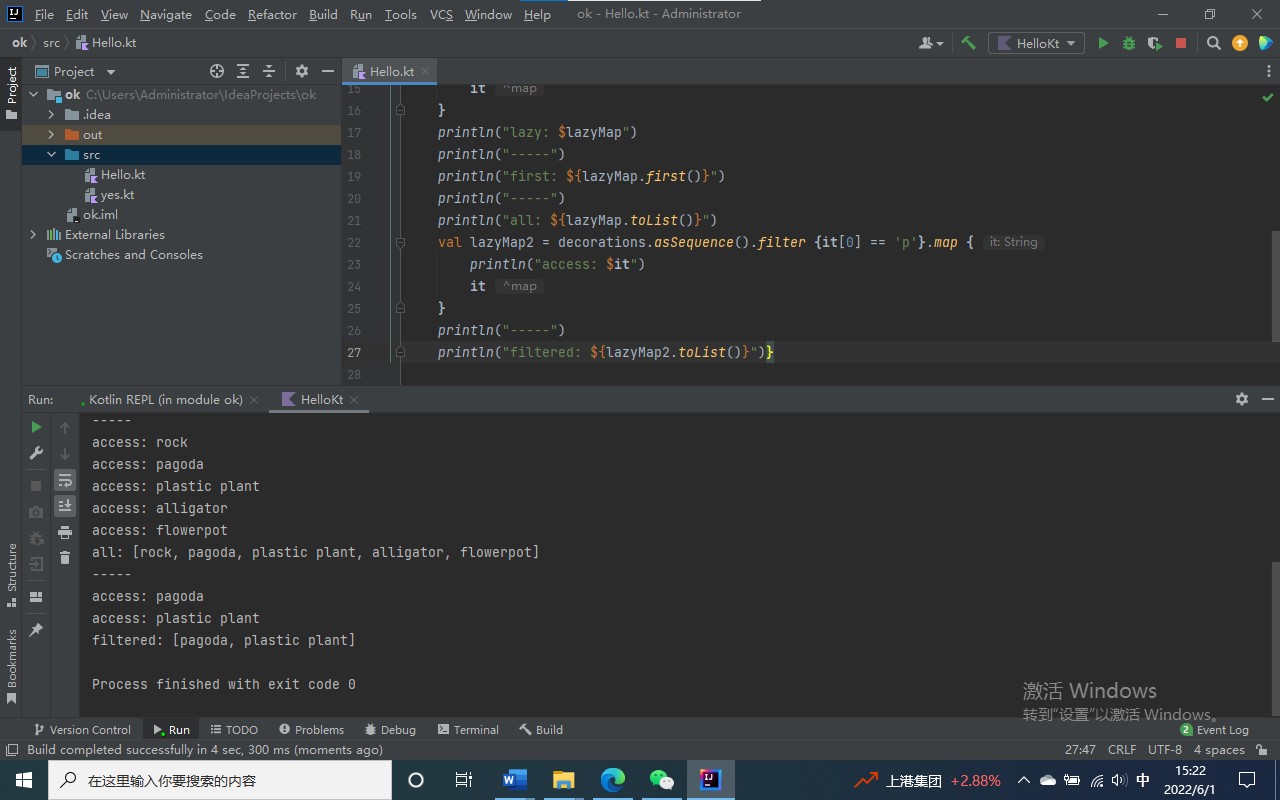 File Edit View Navigate Code Refactor Build Run Tools VCS Window Help ok - Hello.kt - Administrator
ok src Hello.kt HelloKt
Project Project Hello.kt
ok C:\Users\Administrator\IdeaProjects\ok
.idea
out
src
Hello.kt
yes.kt
ok.iml
External Libraries
Scratches and Consoles
15 it ^map
16 }
17 println("lazy: $lazyMap")
18 println("-----")
19 println("first: ${lazyMap.first()}")
20 println("-----")
21 println("all: ${lazyMap.toList()}")
22 val lazyMap2 = decorations.asSequence().filter {it[0] == 'p'}.map { it: String
23 println("access: $it")
24 it ^map
25 }
26 println("-----")
27 println("filtered: ${lazyMap2.toList()}")}
28
Run: Kotlin REPL (in module ok) HelloKt
-----
access: rock
access: pagoda
access: plastic plant
access: alligator
access: flowerpot
all: [rock, pagoda, plastic plant, alligator, flowerpot]
-----
access: pagoda
access: plastic plant
filtered: [pagoda, plastic plant]
Process finished with exit code 0
Structure
Bookmarks
激活 Windows
转到“设置”以激活 Windows。
Version Control Run TODO Problems Debug Terminal Build 2 Event Log
Build completed successfully in 4 sec, 300 ms (moments ago) 27:47 CRLF UTF-8 4 spaces
在这里输入你要搜索的内容 上港集团 +2.88% 中 15:22
2022/6/1